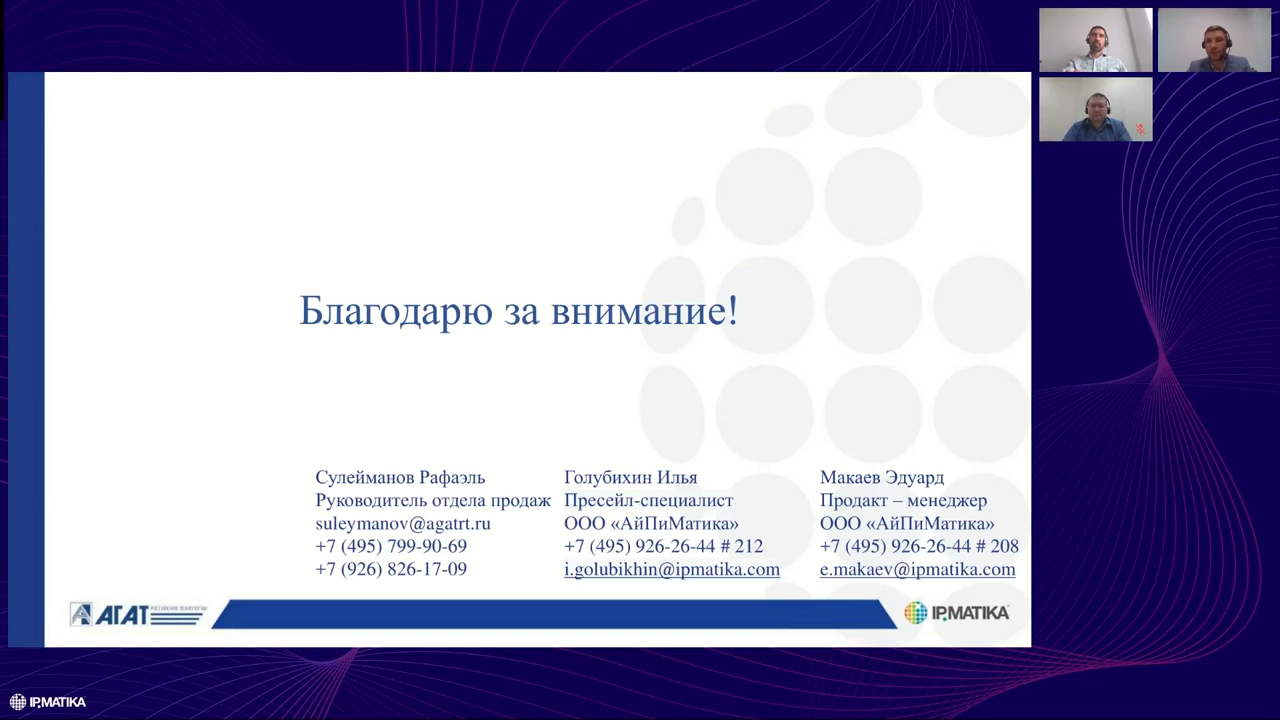 Благодарю за внимание!
Сулейманов Рафаэль
Руководитель отдела продаж
suleymanov@agatrt.ru
+7 (495) 799-90-69
+7 (926) 826-17-09
Голубихин Илья
Пресейл-специалист
ООО «АйПиМатика»
+7 (495) 926-26-44 # 212
i.golubikhin@ipmatika.com
Макаев Эдуард
Продакт – менеджер
ООО «АйПиМатика»
+7 (495) 926-26-44 # 208
e.makaev@ipmatika.com
АГАТ
РОССИЙСКИЕ ТЕХНОЛОГИИ
IP.MATIKA
IP.MATIKA